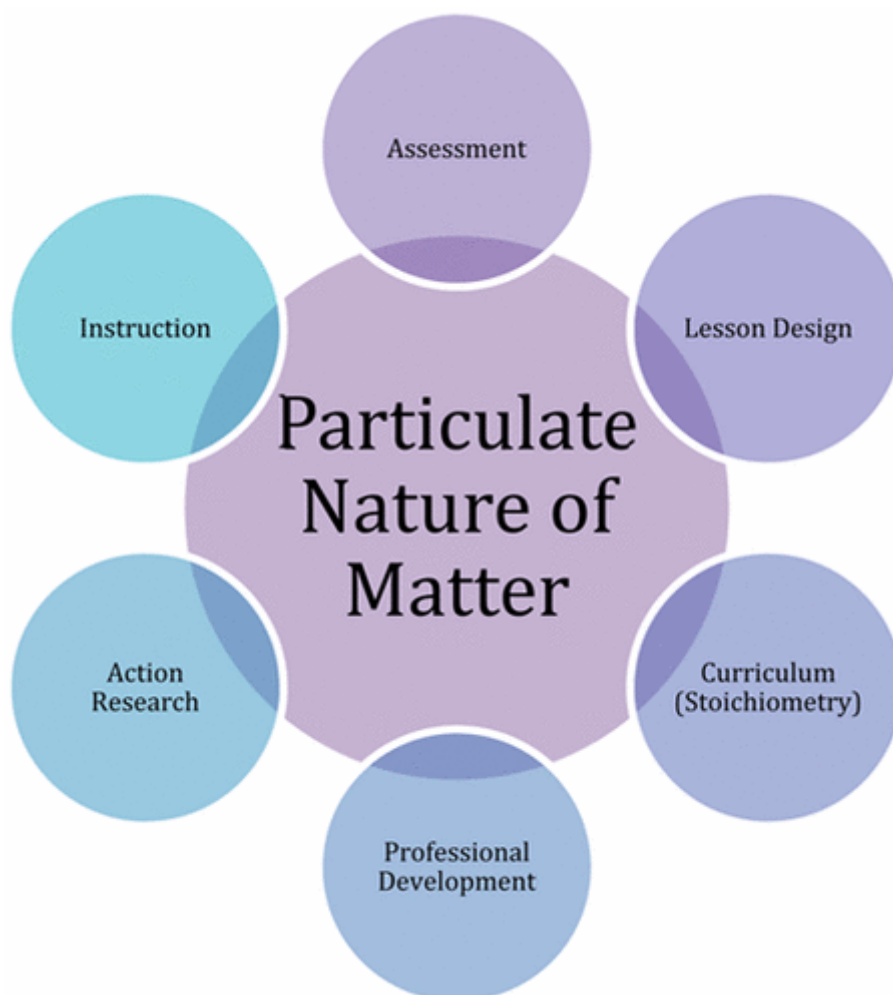 Assessment
Instruction
Lesson Design
Particulate
Nature of
Matter
Action
Research
Curriculum
(Stoichiometry)
Professional
Development